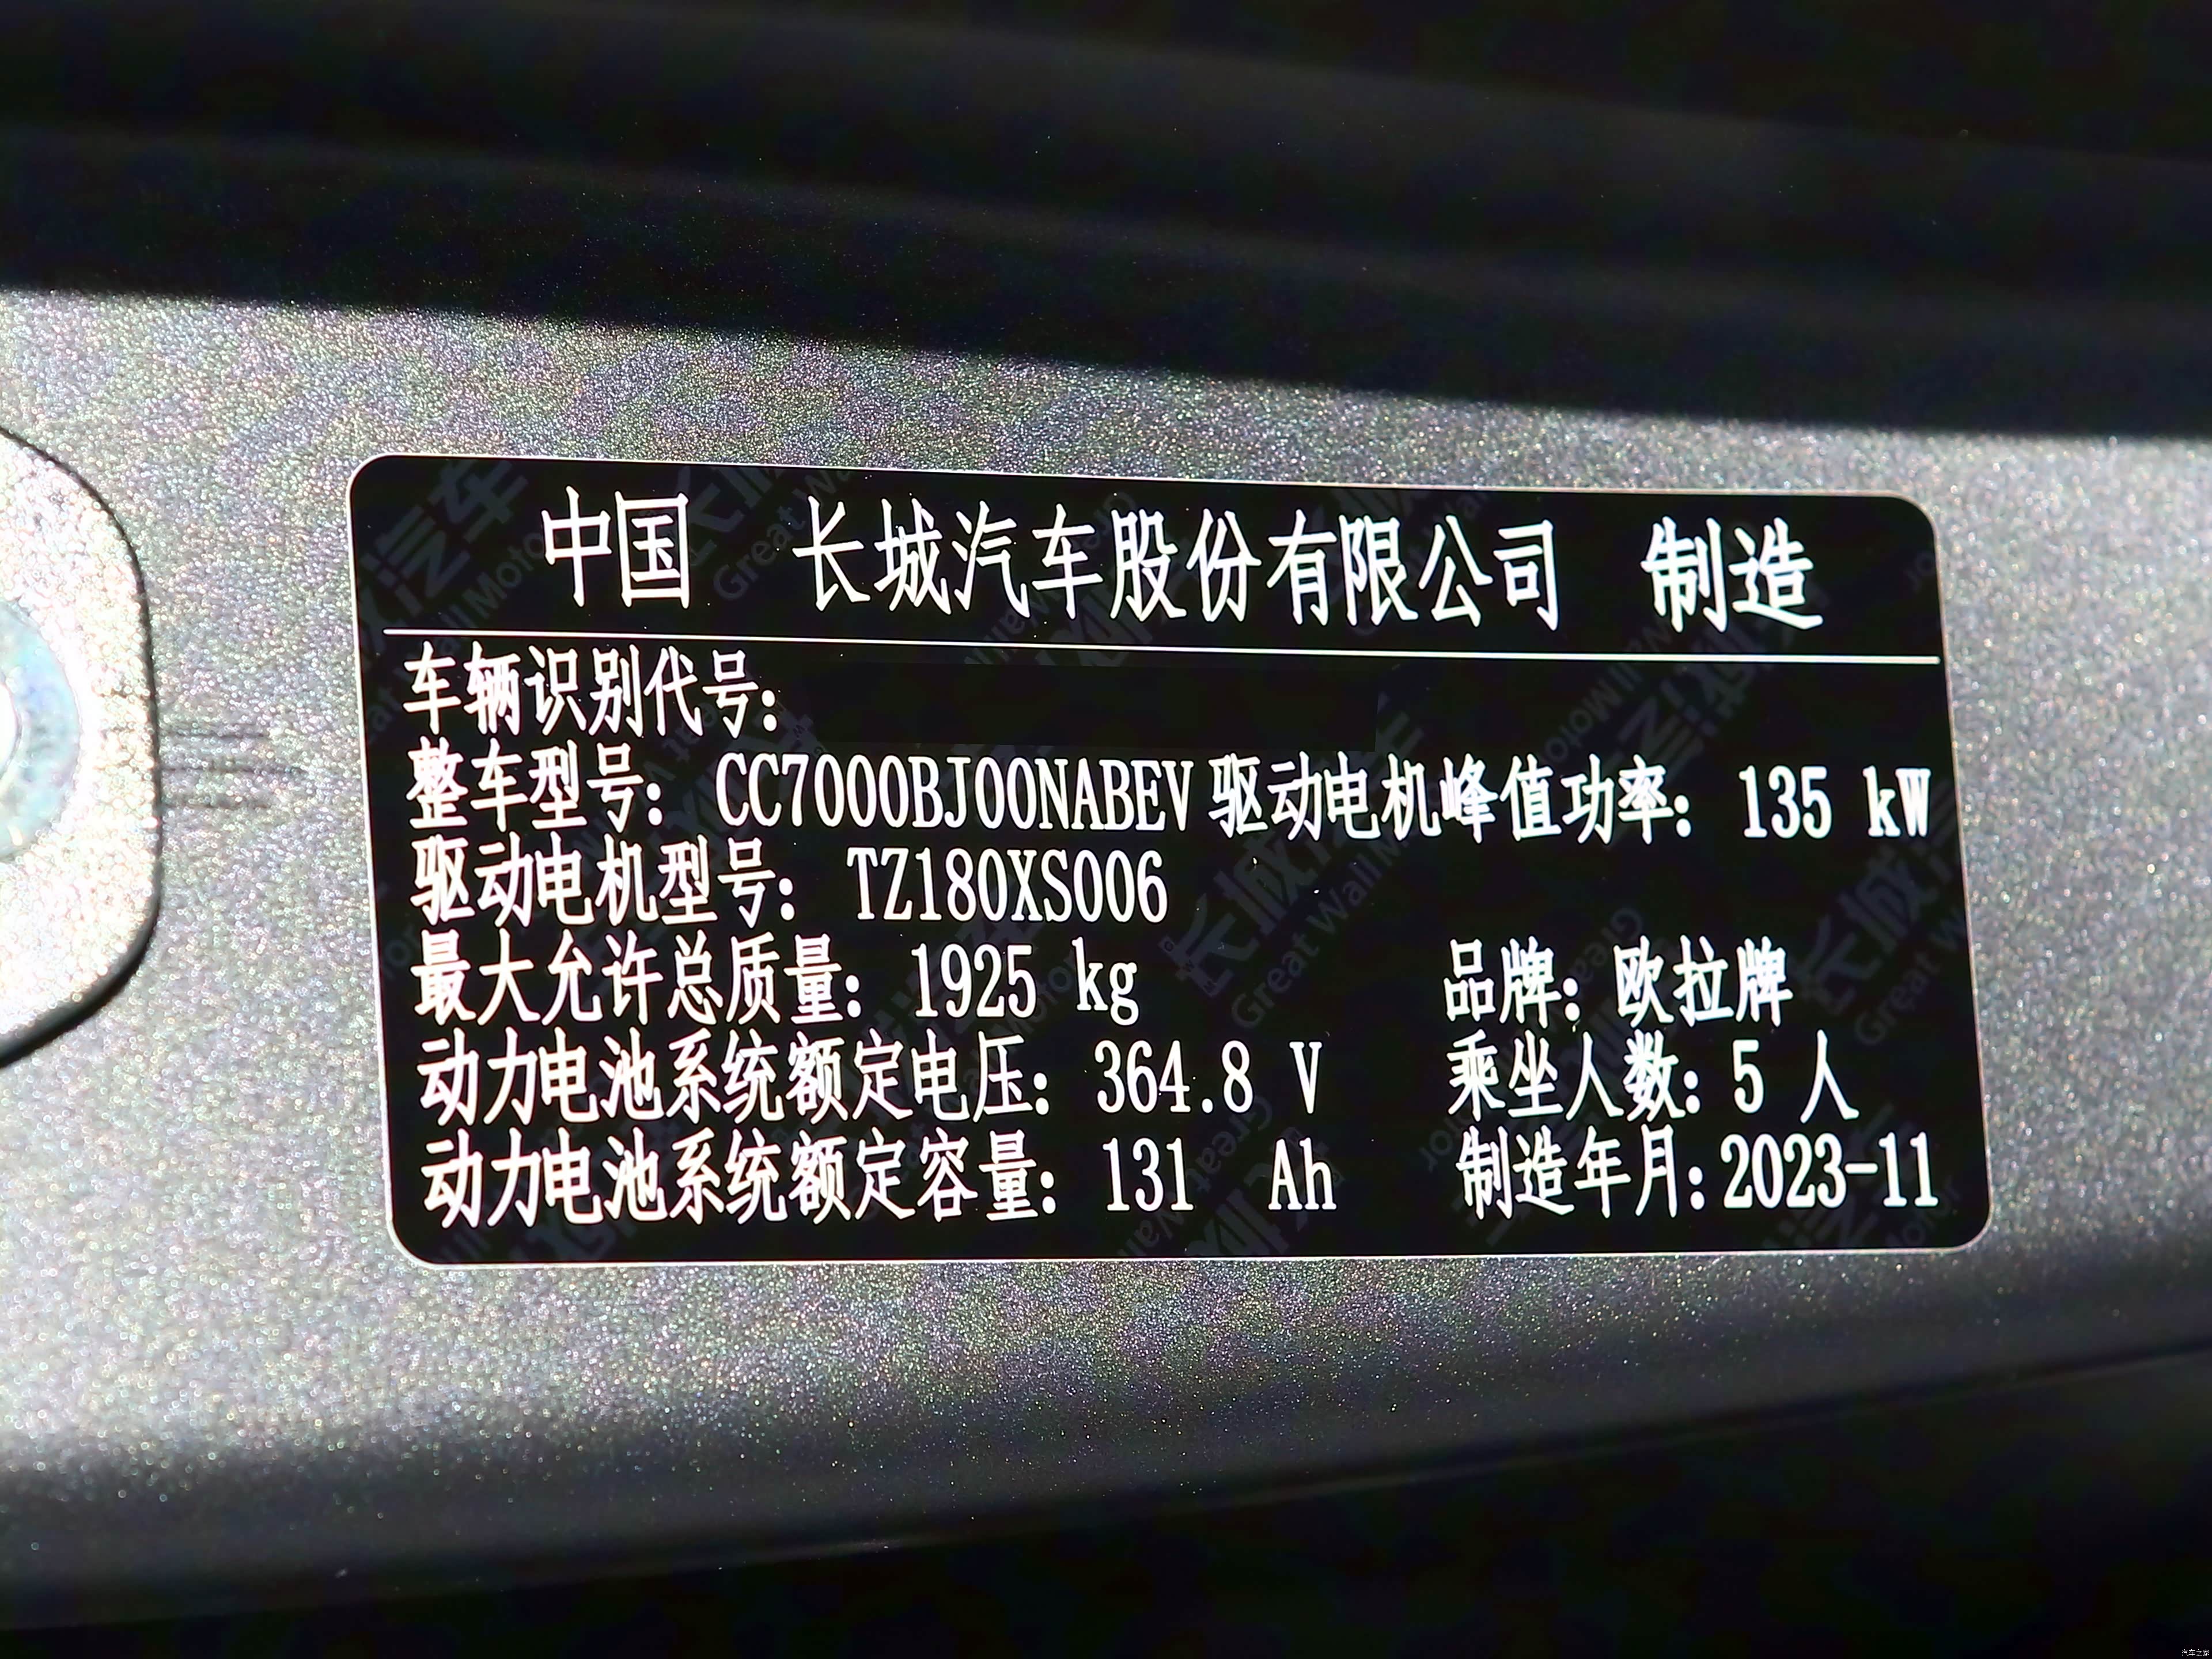 中国 长城汽车股份有限公司 制造
车辆识别代号:
整车型号: CC7000BJ00NABEV 驱动电机峰值功率: 135 kW
驱动电机型号: TZ180XS006
最大允许总质量: 1925 kg 品牌: 欧拉牌
动力电池系统额定电压: 364.8 V 乘坐人数: 5 人
动力电池系统额定容量: 131 Ah 制造年月: 2023-11
汽车之家